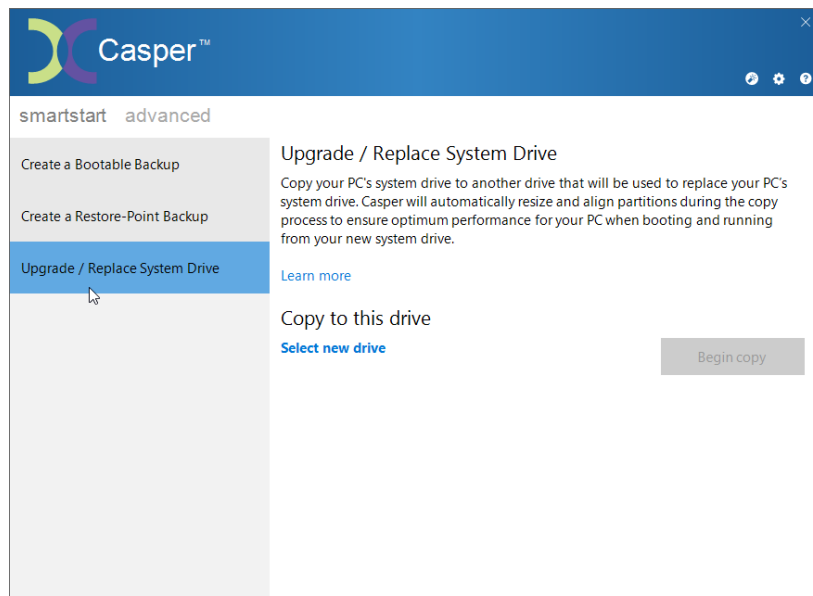 Casper™
smartstart advanced
Create a Bootable Backup
Create a Restore-Point Backup
Upgrade / Replace System Drive
Upgrade / Replace System Drive
Copy your PC's system drive to another drive that will be used to replace your PC's
system drive. Casper will automatically resize and align partitions during the copy
process to ensure optimum performance for your PC when booting and running
from your new system drive.
Learn more
Copy to this drive
Select new drive
Begin copy